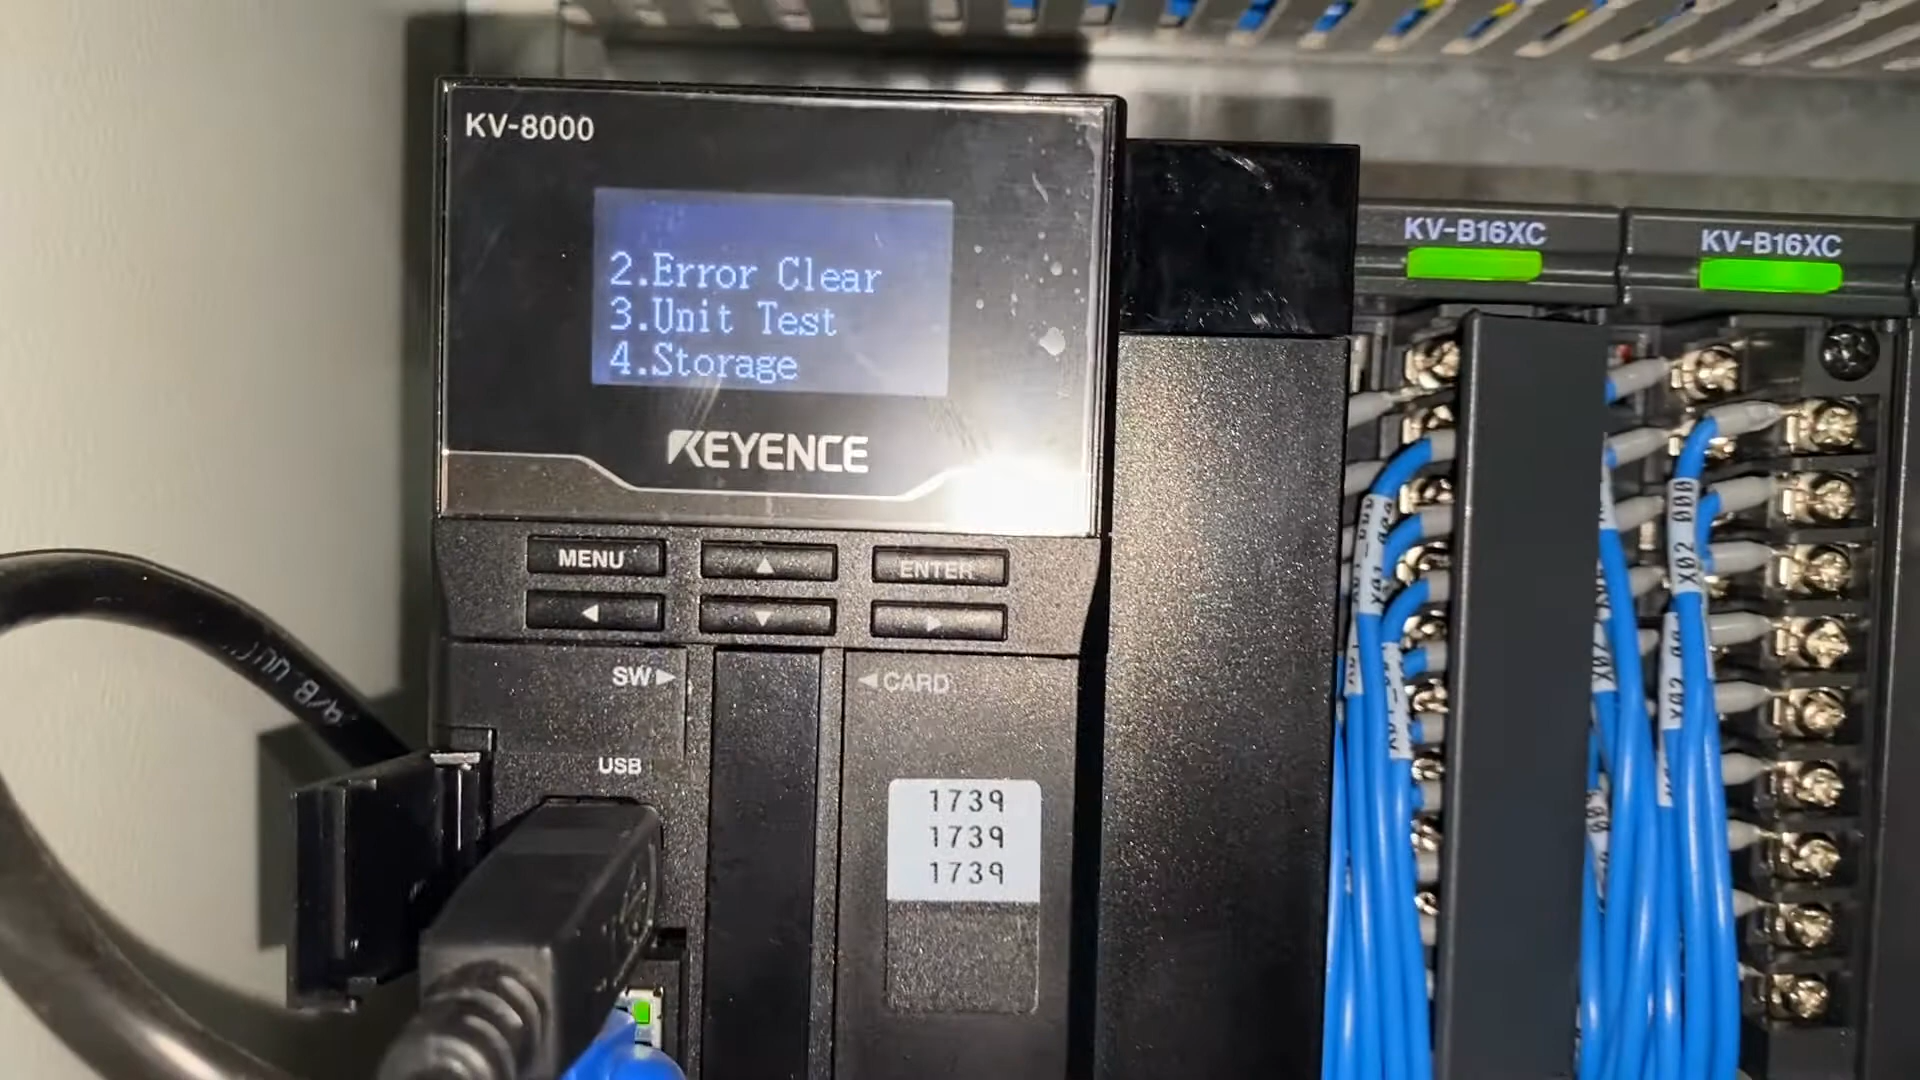 KV-8000
2.Error Clear
3.Unit Test
4.Storage
KEYENCE
MENU
▲
ENTER
◀
▼
▶
SW▶
◀CARD
USB
1739
1739
1739
KV-B16XC
KV-B16XC
X02_000